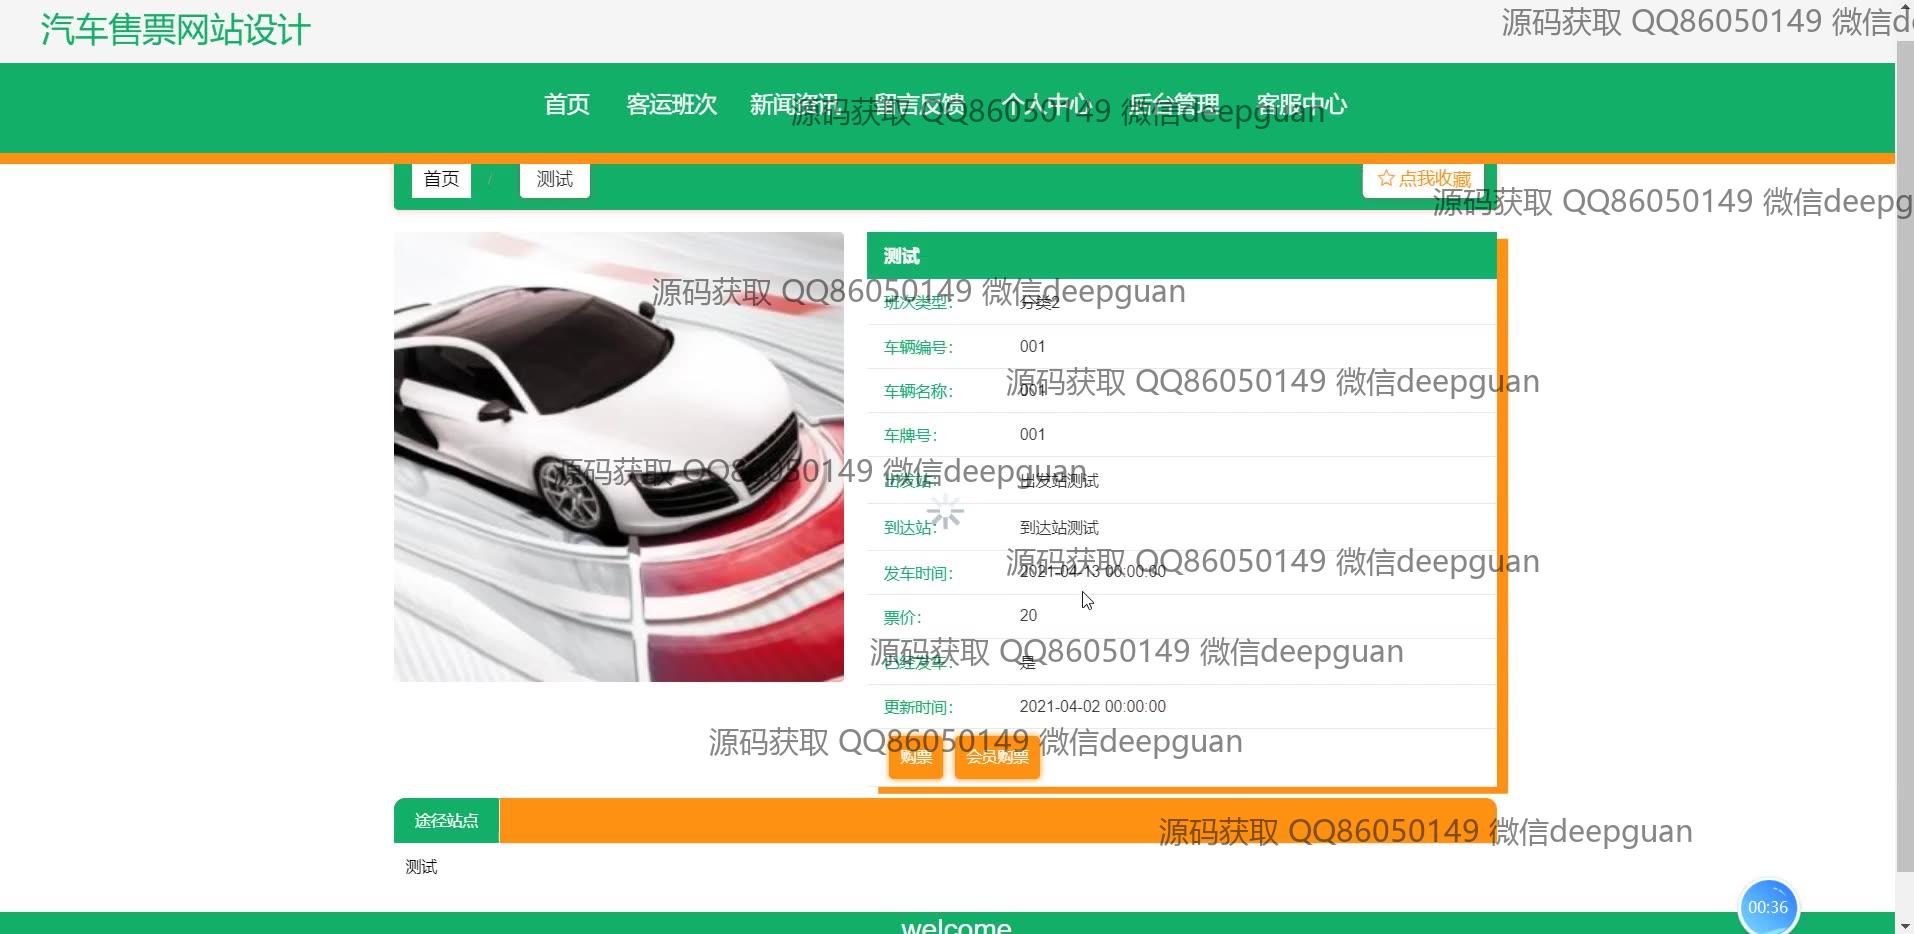 汽车售票网站设计
源码获取 QQ86050149 微信de
首页 客运班次 新闻资讯 留言反馈 个人中心 后台管理 客服中心
源码获取 QQ86050149 微信deepguan
首页 / 测试
☆点我收藏
源码获取 QQ86050149 微信deepg
测试
源码获取 QQ86050149 微信deepguan
班次类型： 分类2
车辆编号： 001
源码获取 QQ86050149 微信deepguan
车辆名称： 001
车牌号： 001
源码获取 QQ86050149 微信deepguan
出发站： 出发站测试
到达站： 到达站测试
源码获取 QQ86050149 微信deepguan
发车时间： 2021-04-13 00:00:00
票价： 20
源码获取 QQ86050149 微信deepguan
已经发车： 是
更新时间： 2021-04-02 00:00:00
源码获取 QQ86050149 微信deepguan
购票 会员购票
途径站点
源码获取 QQ86050149 微信deepguan
测试
00:36
welcome